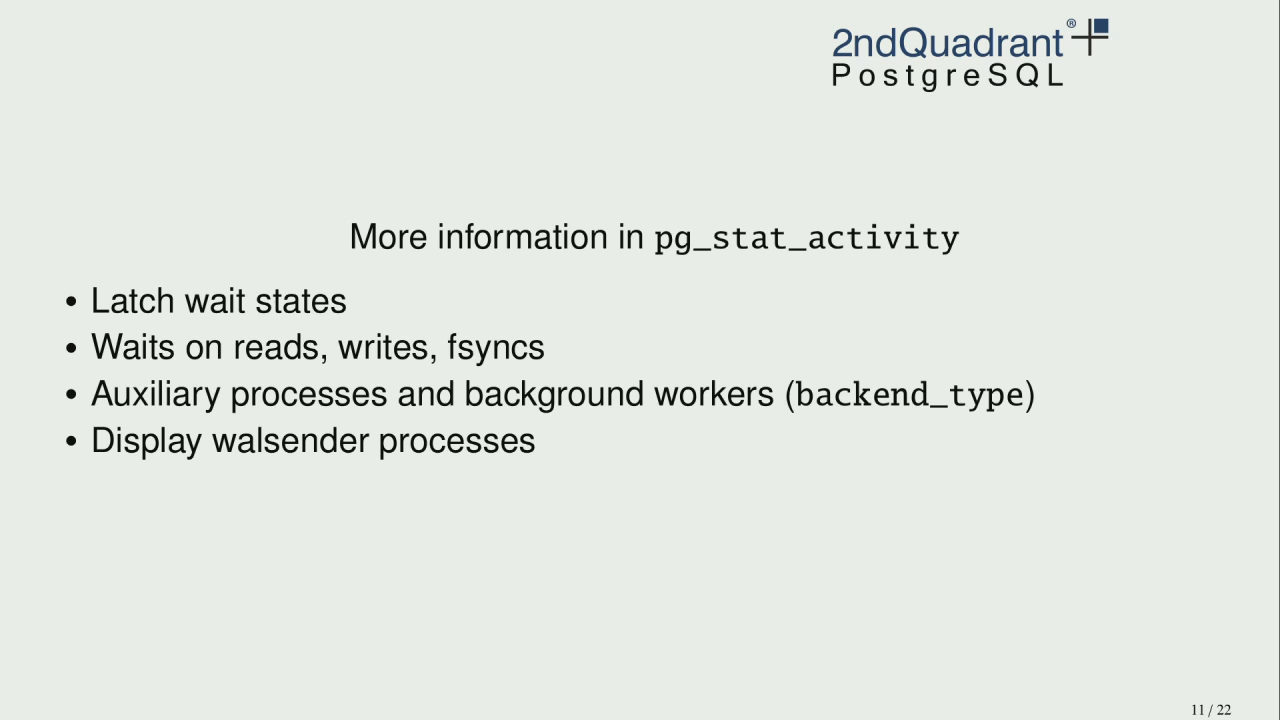 2ndQuadrant®
PostgreSQL
More information in pg_stat_activity
• Latch wait states
• Waits on reads, writes, fsyncs
• Auxiliary processes and background workers (backend_type)
• Display walsender processes
11 / 22